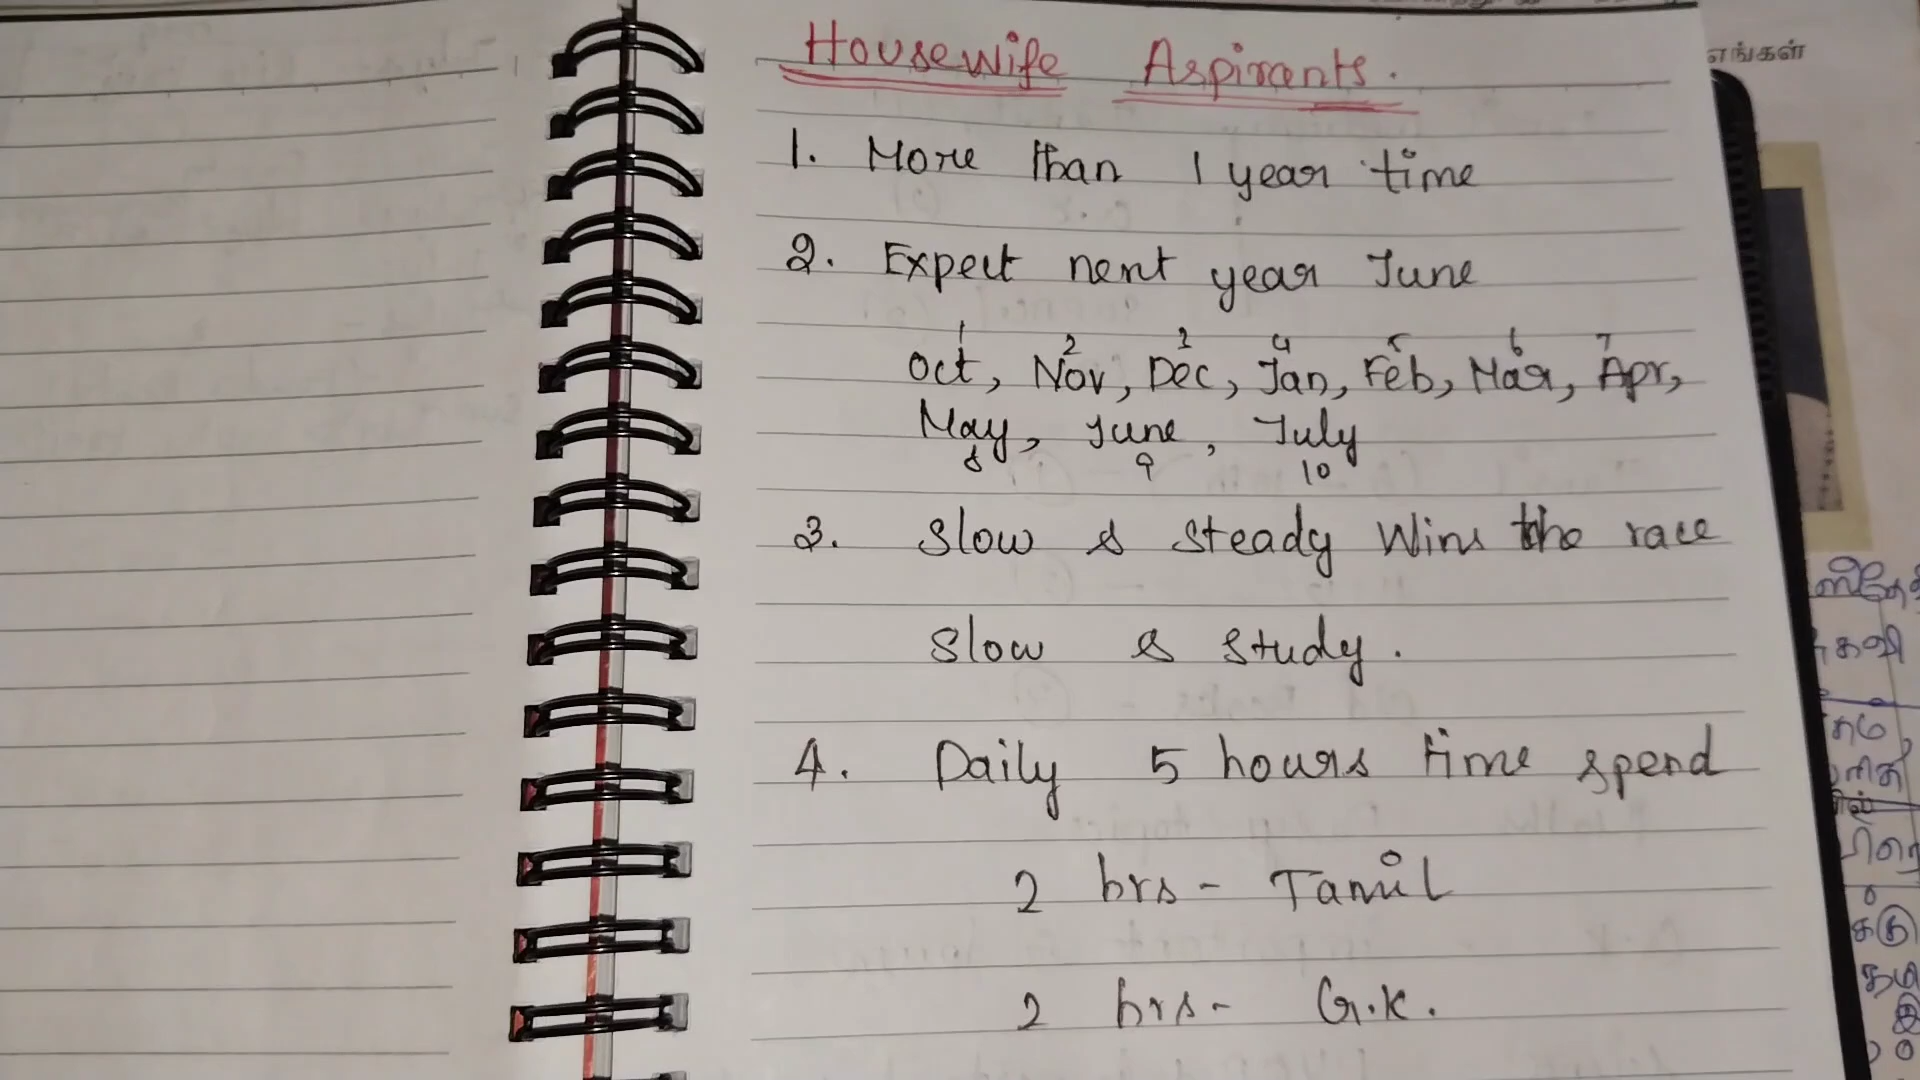 Housewife Aspirants.
எங்கள்
1. More than 1 year time
2. Expect next year June
1 2 3 4 5 6 7
Oct, Nov, Dec, Jan, Feb, Mar, Apr,
May, June, July
8 9 10
3. Slow & steady wins the race
Slow & study.
4. Daily 5 hours time spend
2 hrs - Tamil
2 hrs - G.K.